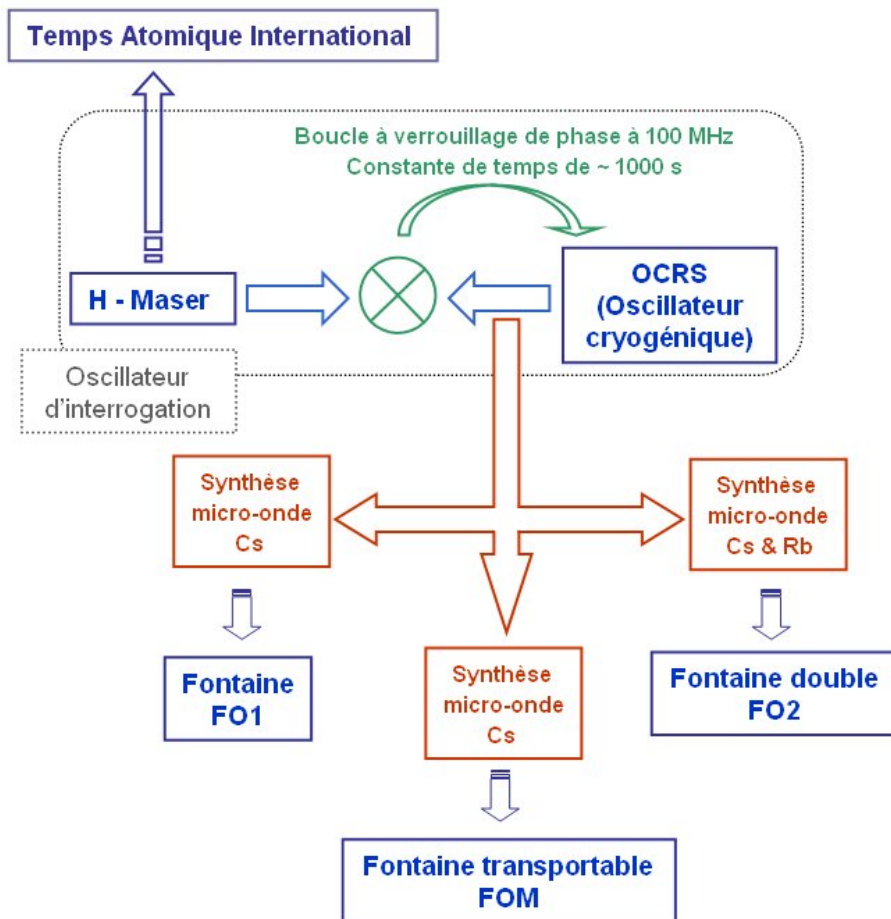 Temps Atomique International
Boucle à verrouillage de phase à 100 MHz
Constante de temps de ~ 1000 s
H - Maser
OCRS
(Oscillateur
cryogénique)
Oscillateur
d'interrogation
Synthèse
micro-onde
Cs
Synthèse
micro-onde
Cs & Rb
Fontaine
FO1
Synthèse
micro-onde
Cs
Fontaine double
FO2
Fontaine transportable
FOM